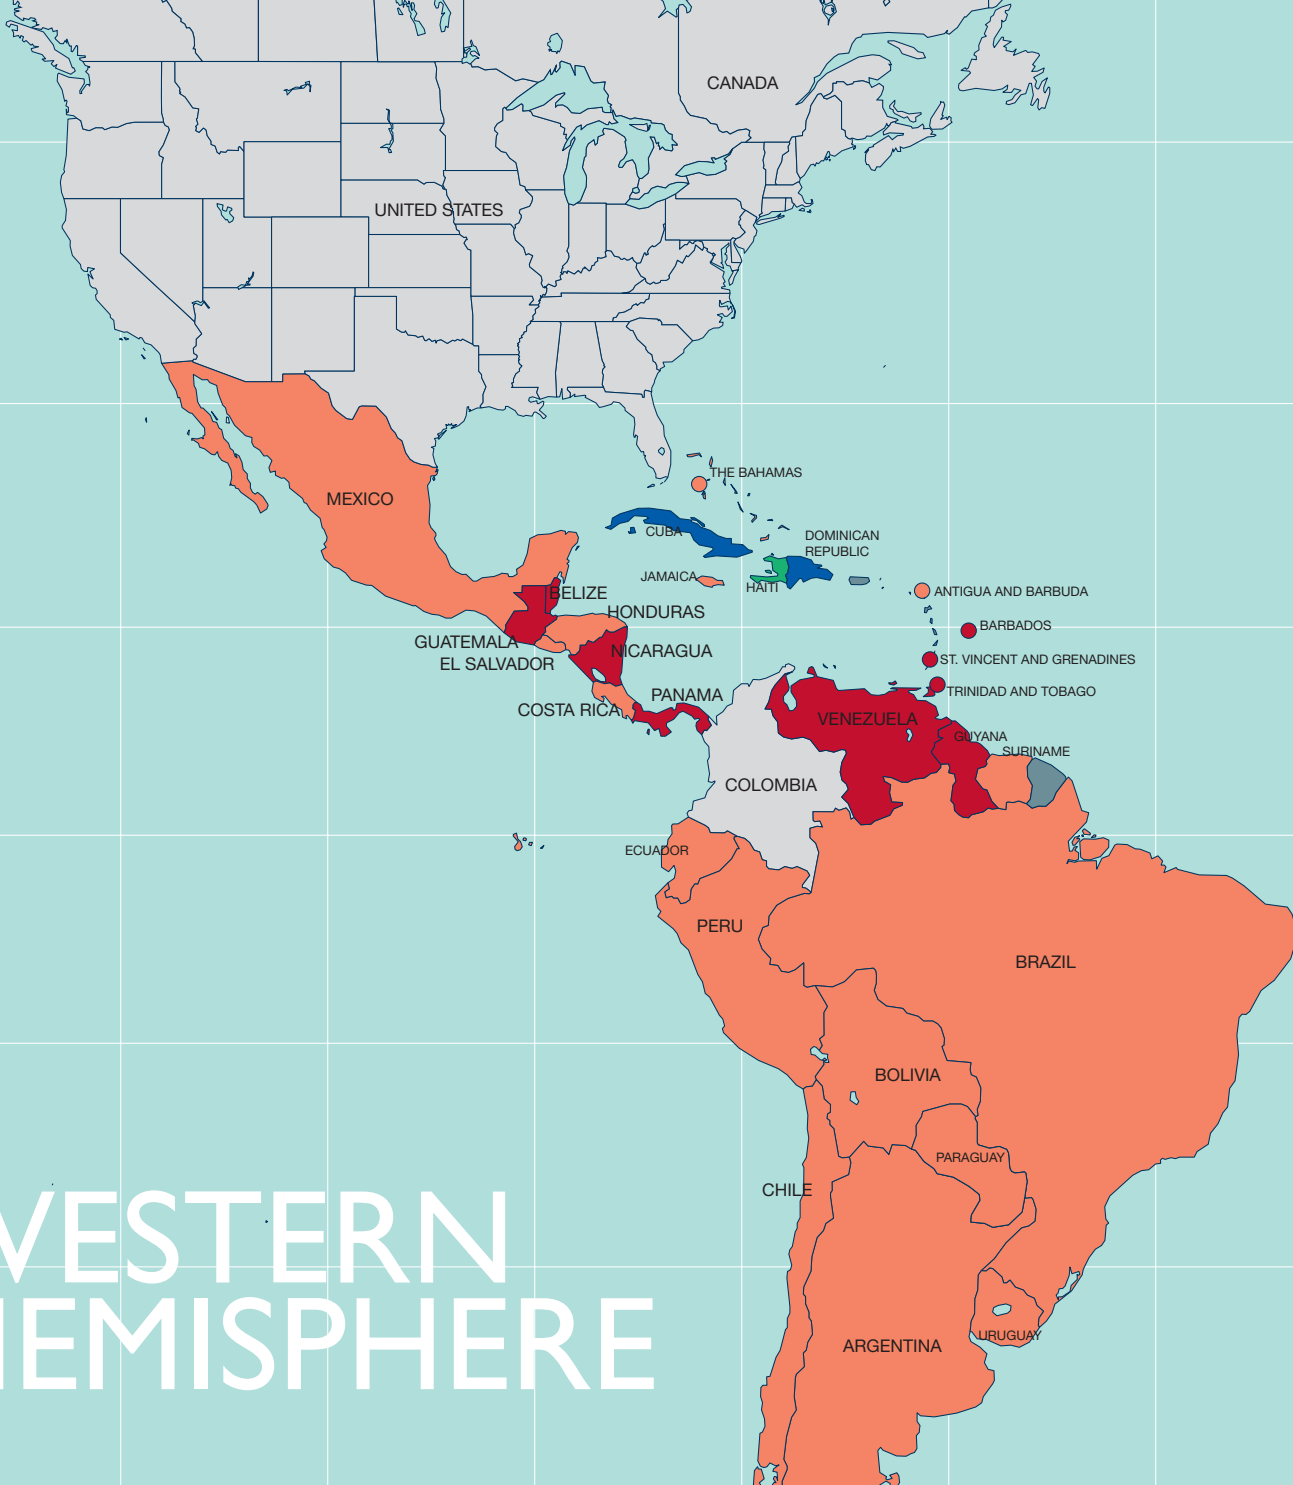 CANADA
UNITED STATES
MEXICO
THE BAHAMAS
CUBA
DOMINICAN
REPUBLIC
JAMAICA
HAITI
BELIZE
ANTIGUA AND BARBUDA
HONDURAS
BARBADOS
GUATEMALA
NICARAGUA
EL SALVADOR
ST. VINCENT AND GRENADINES
PANAMA
TRINIDAD AND TOBAGO
COSTA RICA
VENEZUELA
GUYANA
SURINAME
COLOMBIA
ECUADOR
PERU
BRAZIL
BOLIVIA
PARAGUAY
CHILE
WESTERN
HEMISPHERE
URUGUAY
ARGENTINA